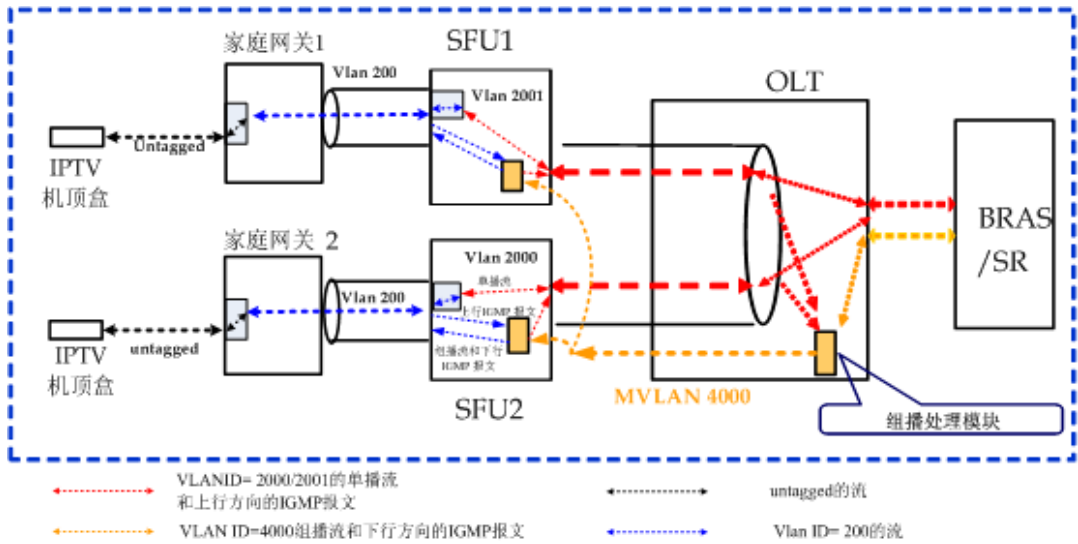 家庭网关1
SFU1
Vlan 200
Vlan 2001
OLT
Untagged
IPTV
机顶盒
BRAS
/SR
家庭网关 2
Vlan 2000
单播流
Vlan 200
上行IGMP 报文
untagged
组播流和下行
IGMP 报文
IPTV
机顶盒
SFU2
MVLAN 4000
组播处理模块
VLANID= 2000/2001的单播流
和上行方向的IGMP报文
untagged的流
VLAN ID=4000组播流和下行方向的IGMP报文
Vlan ID= 200的流